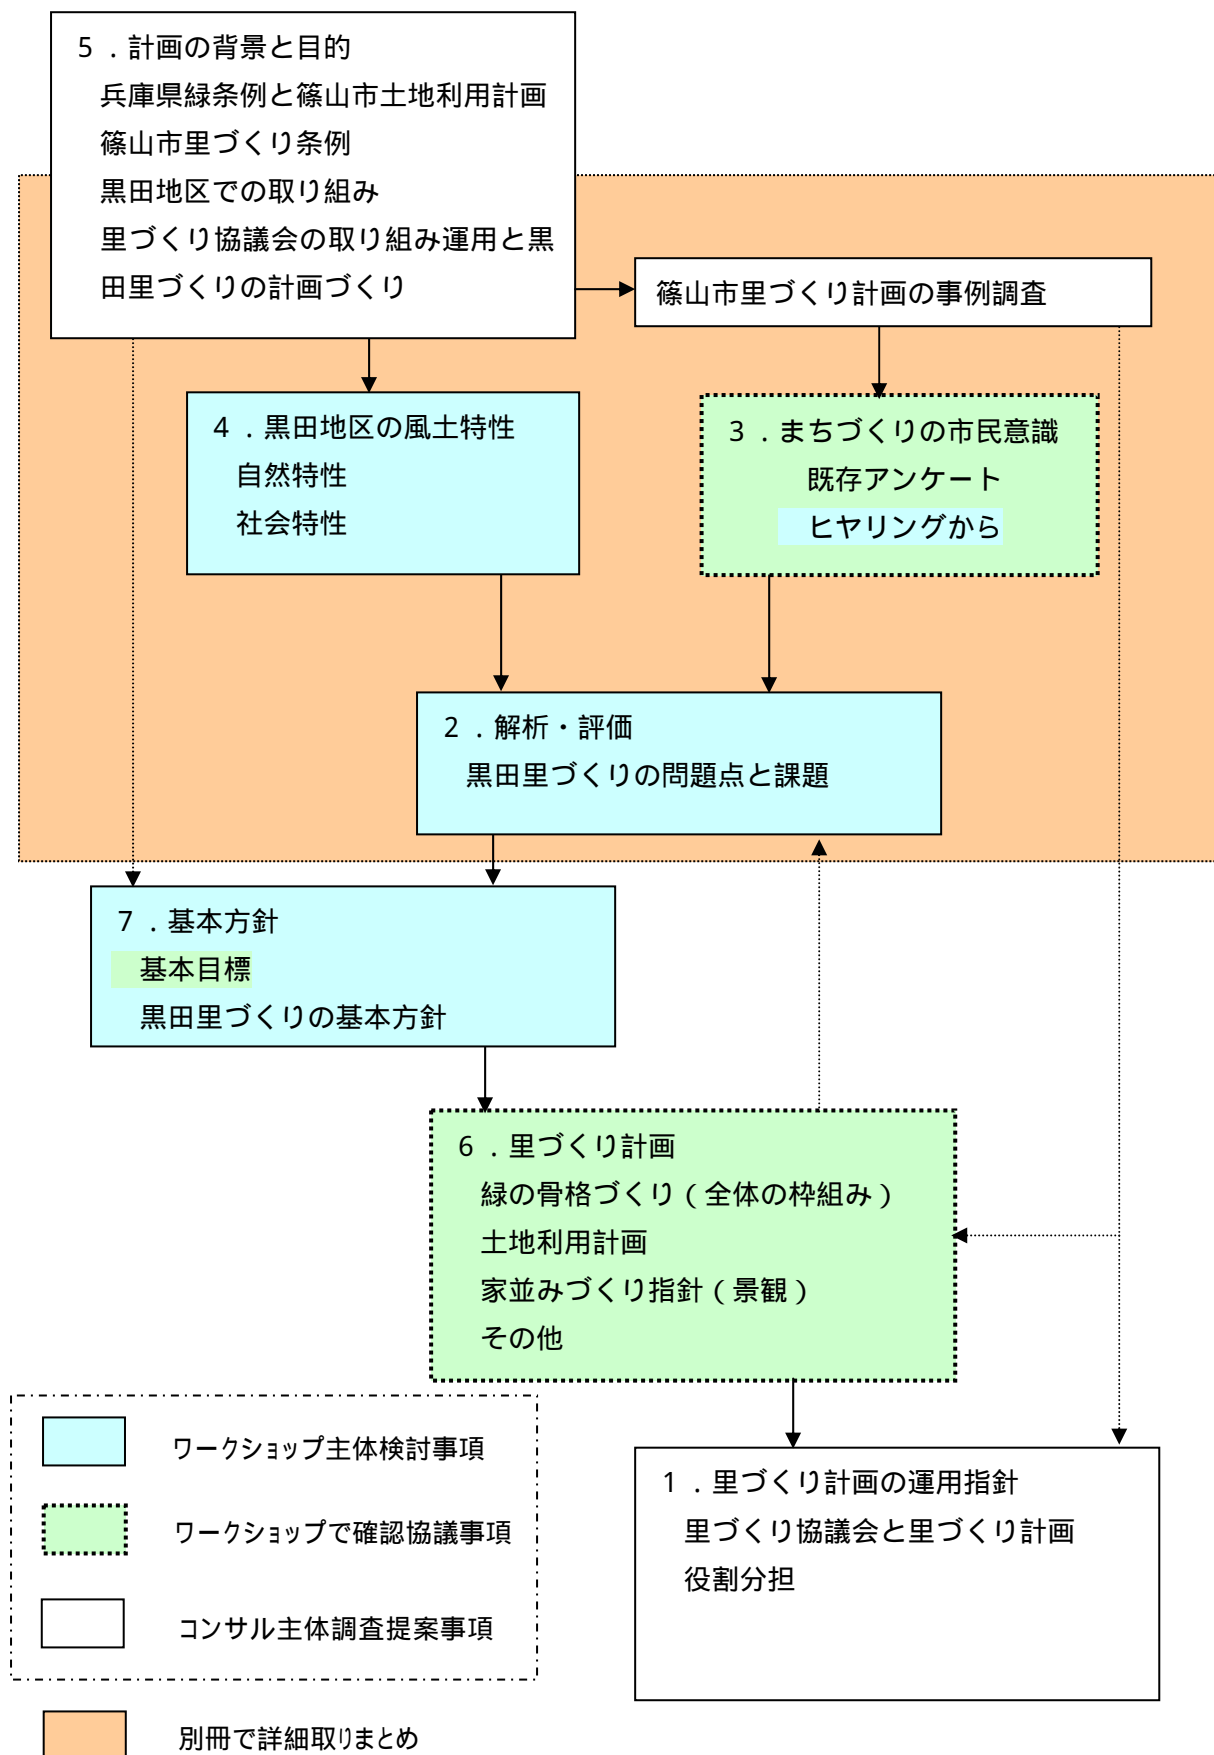 5．計画の背景と目的
兵庫県緑条例と篠山市土地利用計画
篠山市里づくり条例
黒田地区での取り組み
里づくり協議会の取り組み運用と黒
田里づくりの計画づくり
篠山市里づくり計画の事例調査
4．黒田地区の風土特性
自然特性
社会特性
3．まちづくりの市民意識
既存アンケート
ヒヤリングから
2．解析・評価
黒田里づくりの問題点と課題
7．基本方針
基本目標
黒田里づくりの基本方針
6．里づくり計画
緑の骨格づくり（全体の枠組み）
土地利用計画
家並みづくり指針（景観）
その他
1．里づくり計画の運用指針
里づくり協議会と里づくり計画
役割分担
ワークショップ主体検討事項
ワークショップで確認協議事項
コンサル主体調査提案事項
別冊で詳細取りまとめ